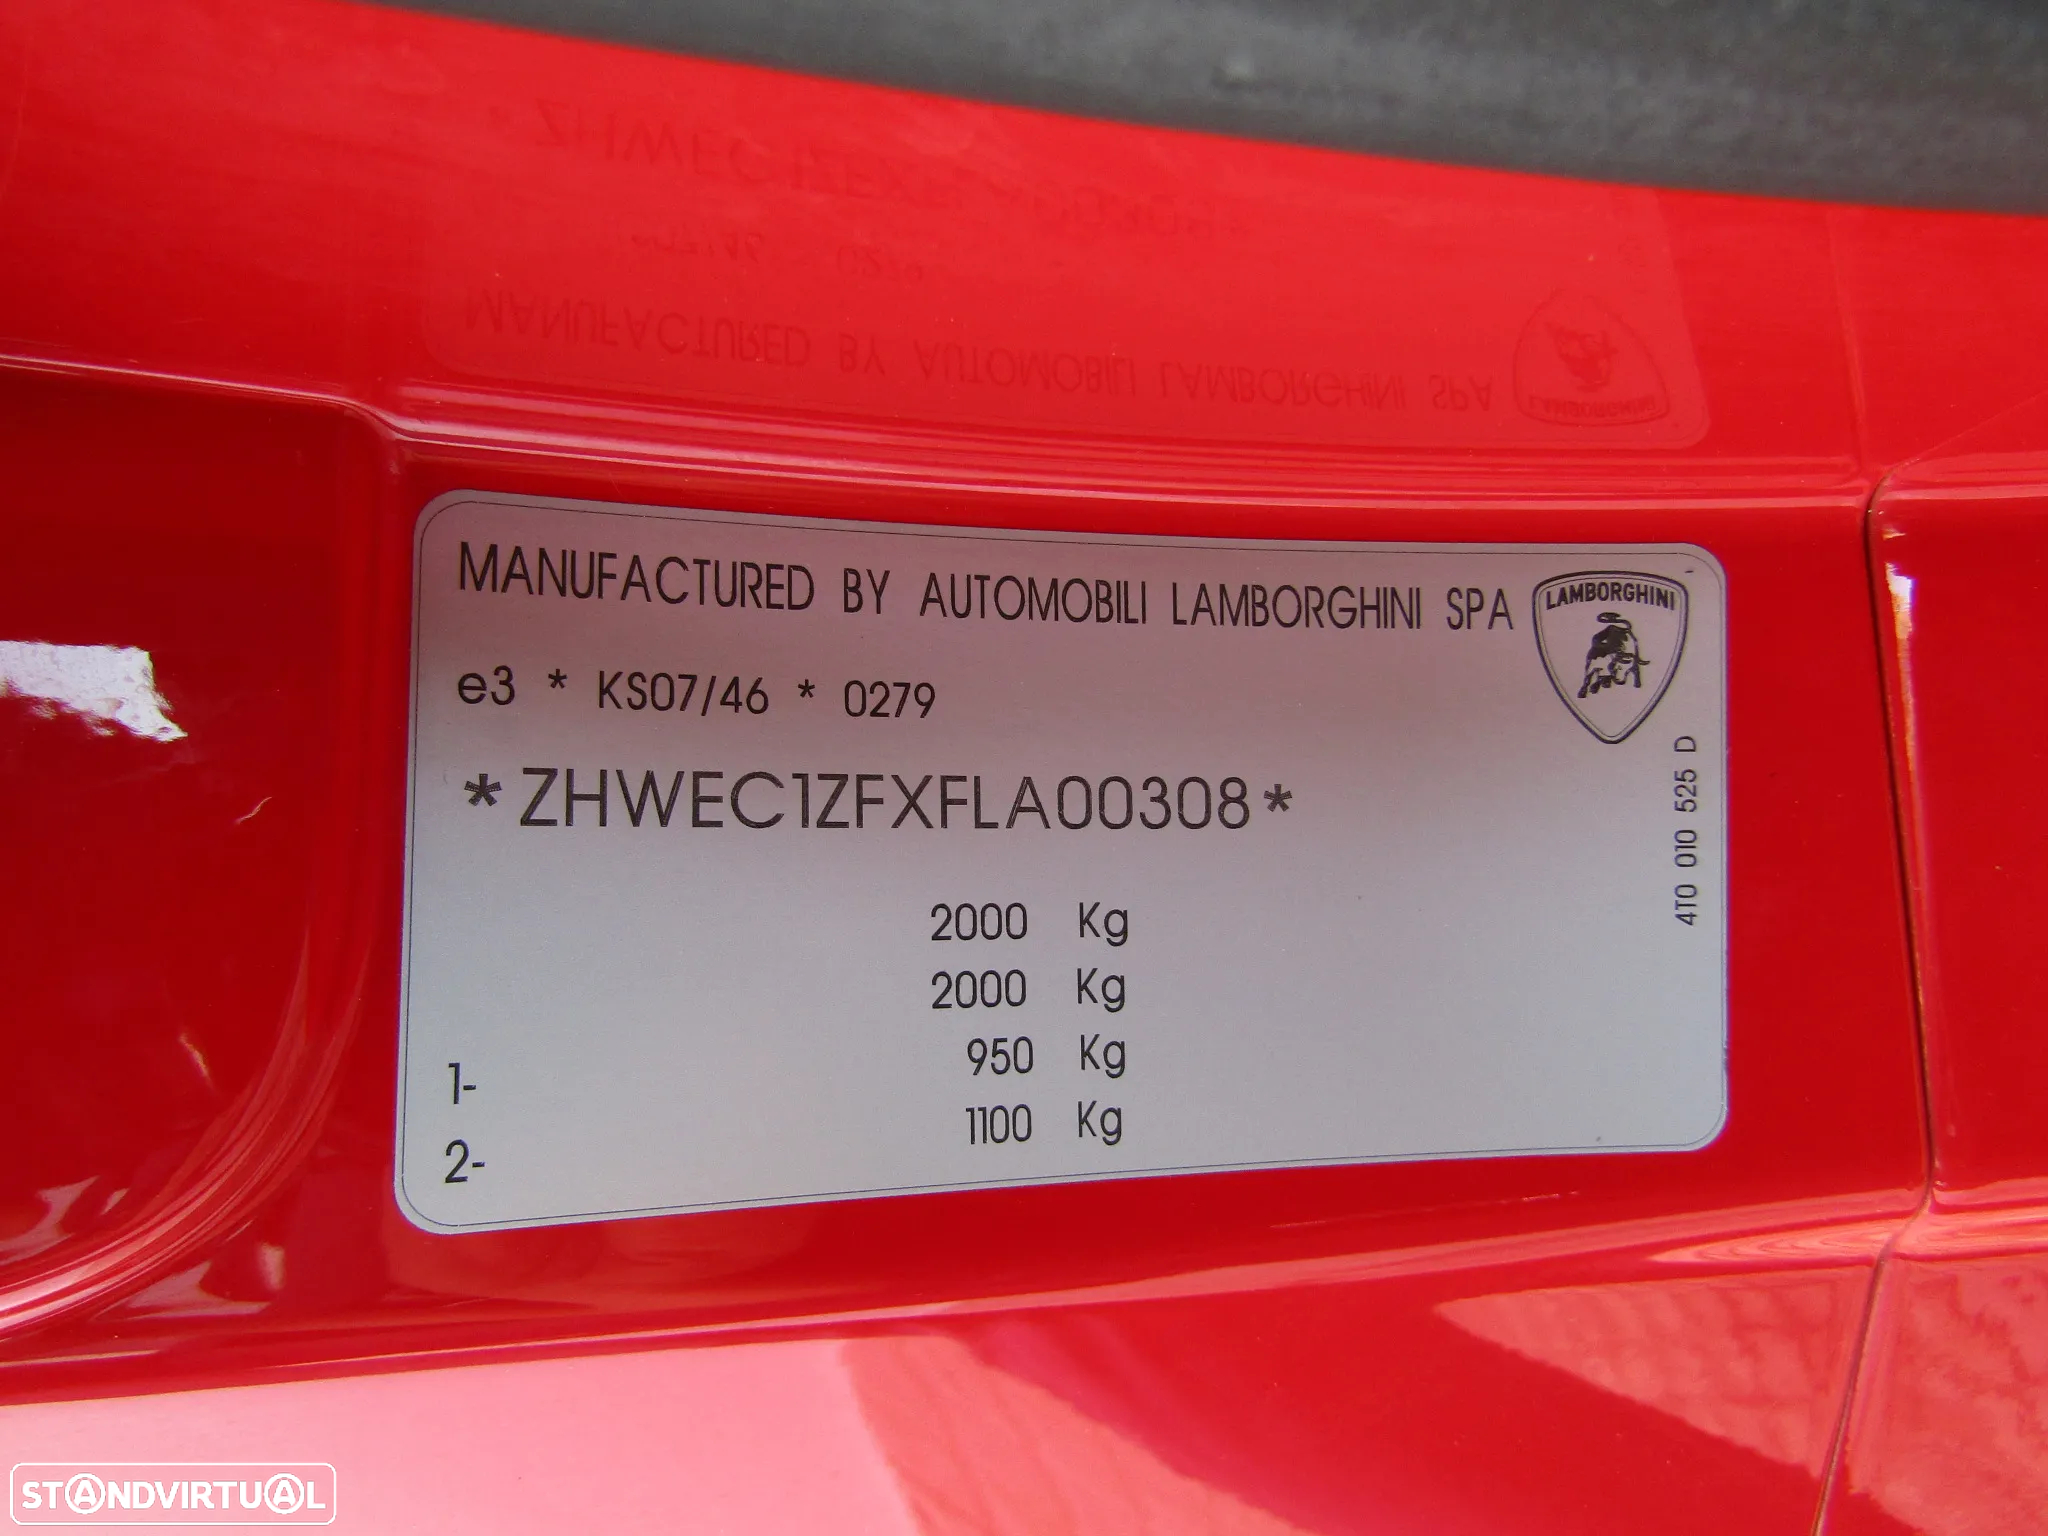 MANUFACTURED BY AUTOMOBILI LAMBORGHINI SPA
LAMBORGHINI
e3 * KS07/46 * 0279
*ZHWEC1ZFXFLA00308*
2000 Kg
2000 Kg
1- 950 Kg
2- 1100 Kg
4T0 010 525 D
STANDVIRTUAL